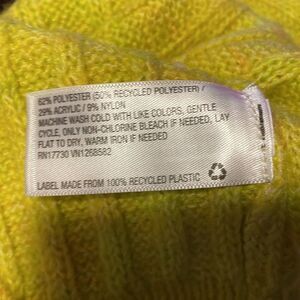 62% POLYESTER (50% RECYCLED POLYESTER) /
29% ACRYLIC / 9% NYLON
MACHINE WASH COLD WITH LIKE COLORS, GENTLE
CYCLE, ONLY NON-CHLORINE BLEACH IF NEEDED, LAY
FLAT TO DRY, WARM IRON IF NEEDED
RN17730 VN1268582
LABEL MADE FROM 100% RECYCLED PLASTIC